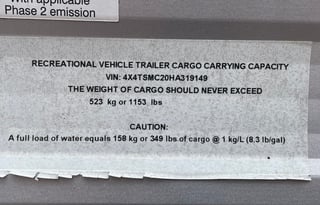 with applicable
Phase 2 emission
RECREATIONAL VEHICLE TRAILER CARGO CARRYING CAPACITY
VIN: 4X4TSMC20HA319149
THE WEIGHT OF CARGO SHOULD NEVER EXCEED
523 kg or 1153 lbs
CAUTION:
A full load of water equals 158 kg or 349 lbs of cargo @ 1 kg/L (8.3 lb/gal)